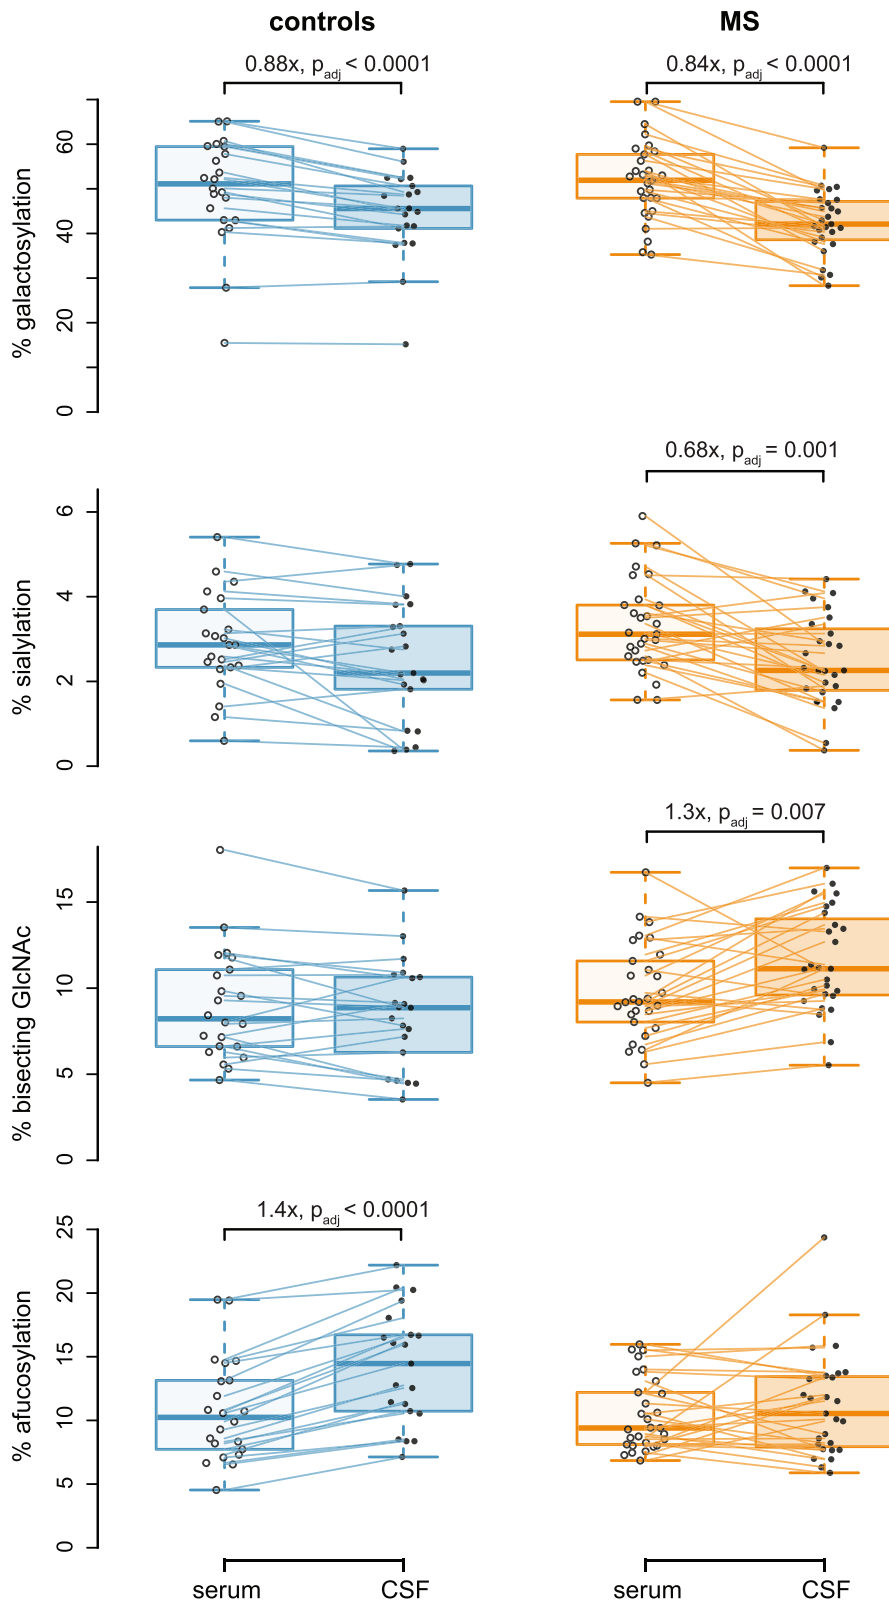 controls MS
0.88x, padj < 0.0001 0.84x, padj < 0.0001
% galactosylation
60
40
20
0
0.68x, padj = 0.001
% sialylation
6
4
2
0
1.3x, padj = 0.007
% bisecting GlcNAc
15
10
5
0
1.4x, padj < 0.0001
% afucosylation
25
20
15
10
5
0
serum CSF serum CSF